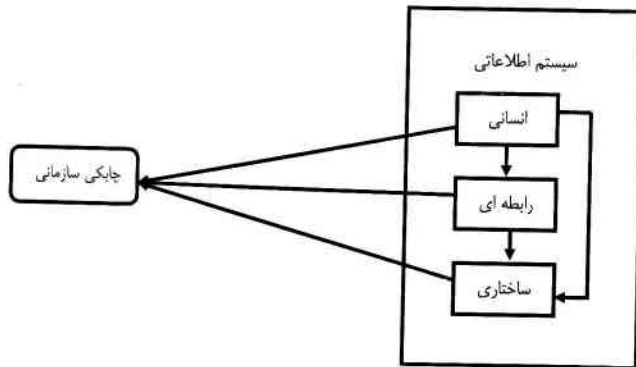 سیستم اطلاعاتی
انسانی
رابطه ای
ساختاری
چابکی سازمانی